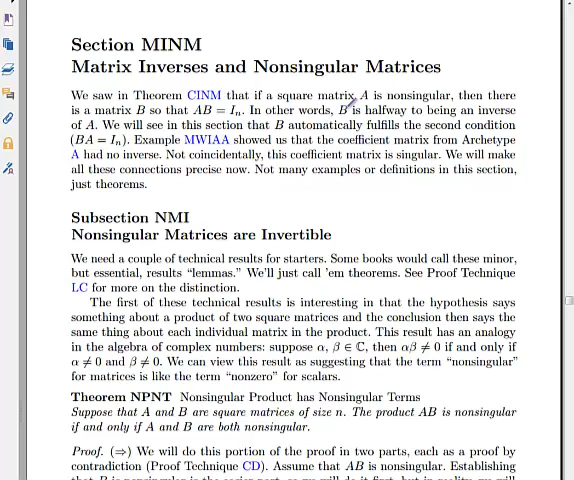 Section MINM
Matrix Inverses and Nonsingular Matrices
We saw in Theorem CINM that if a square matrix A is nonsingular, then there
is a matrix B so that AB = Iₙ. In other words, B is halfway to being an inverse
of A. We will see in this section that B automatically fulfills the second condition
(BA = Iₙ). Example MWIAA showed us that the coefficient matrix from Archetype
A had no inverse. Not coincidentally, this coefficient matrix is singular. We will make
all these connections precise now. Not many examples or definitions in this section,
just theorems.
Subsection NMI
Nonsingular Matrices are Invertible
We need a couple of technical results for starters. Some books would call these minor,
but essential, results “lemmas.” We’ll just call ’em theorems. See Proof Technique
LC for more on the distinction.
The first of these technical results is interesting in that the hypothesis says
something about a product of two square matrices and the conclusion then says the
same thing about each individual matrix in the product. This result has an analogy
in the algebra of complex numbers: suppose α, β ∈ ℂ, then αβ ≠ 0 if and only if
α ≠ 0 and β ≠ 0. We can view this result as suggesting that the term “nonsingular”
for matrices is like the term “nonzero” for scalars.
Theorem NPNT Nonsingular Product has Nonsingular Terms
Suppose that A and B are square matrices of size n. The product AB is nonsingular
if and only if A and B are both nonsingular.
Proof. (⇒) We will do this portion of the proof in two parts, each as a proof by
contradiction (Proof Technique CD). Assume that AB is nonsingular. Establishing